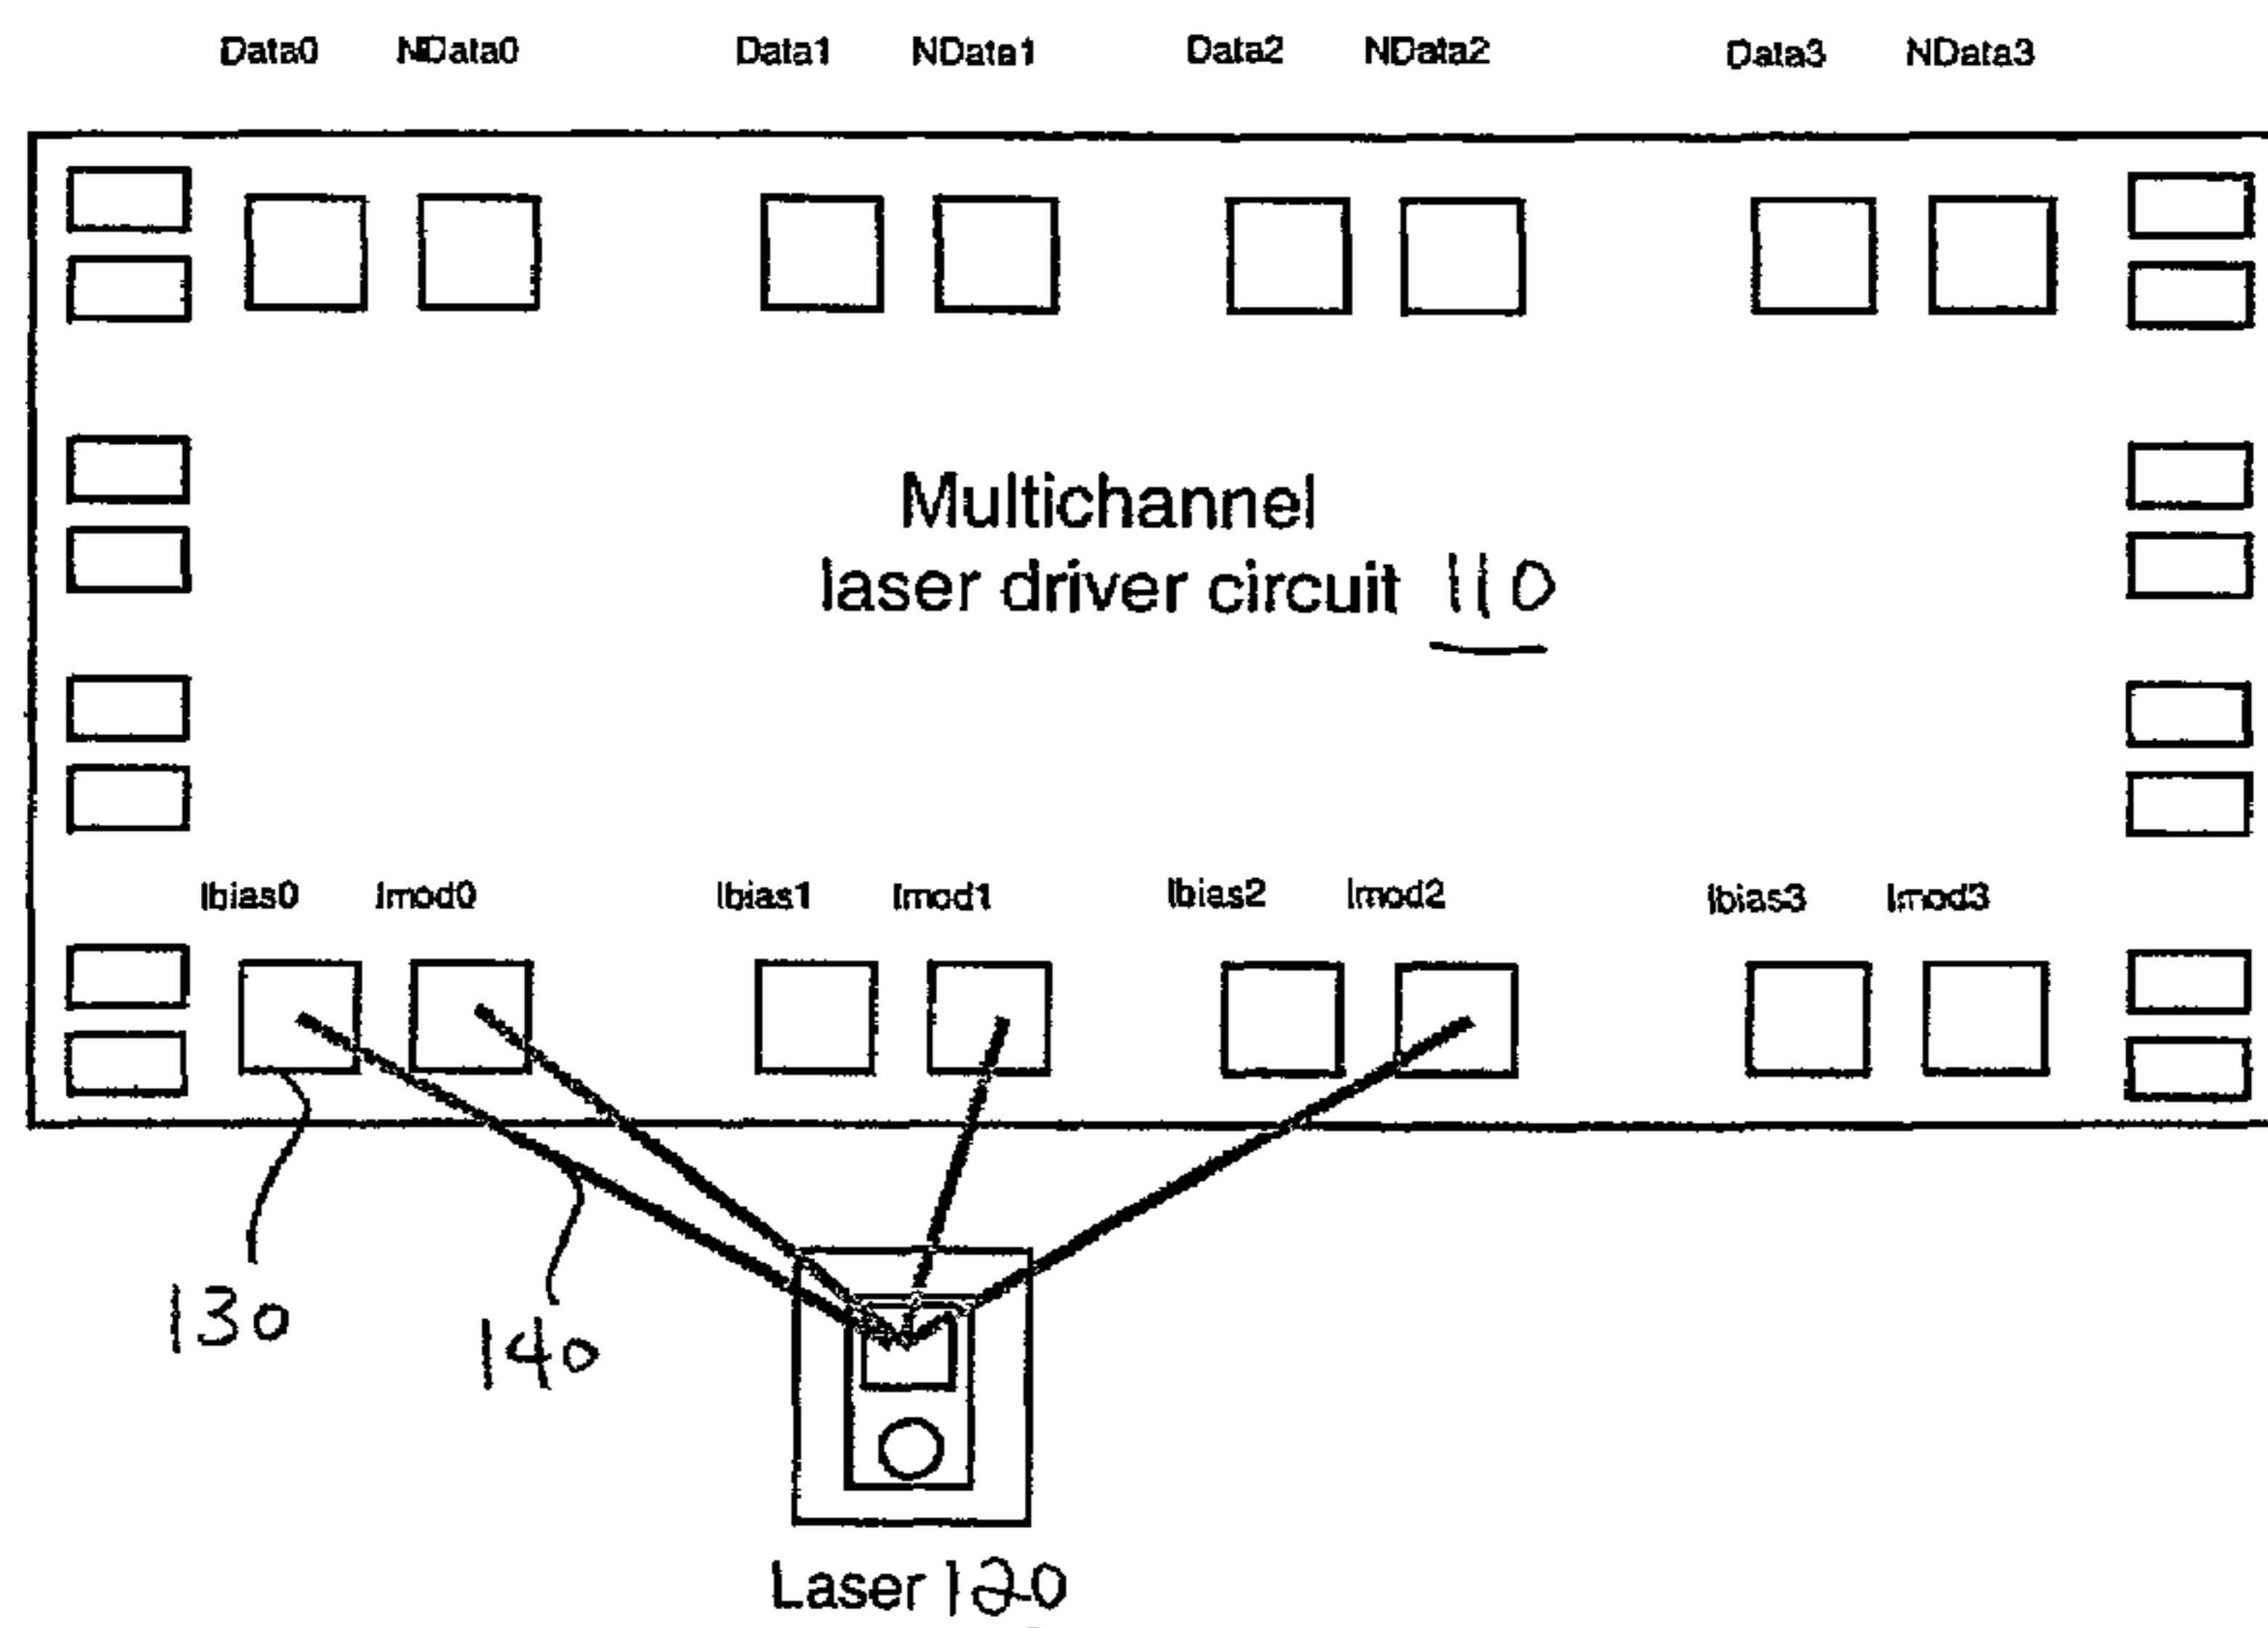 Data0 NData0 Data1 NData1 Data2 NData2 Data3 NData3
Multichannel
laser driver circuit 110
Ibias0 Imod0 Ibias1 Imod1 Ibias2 Imod2 Ibias3 Imod3
130
140
Laser 120